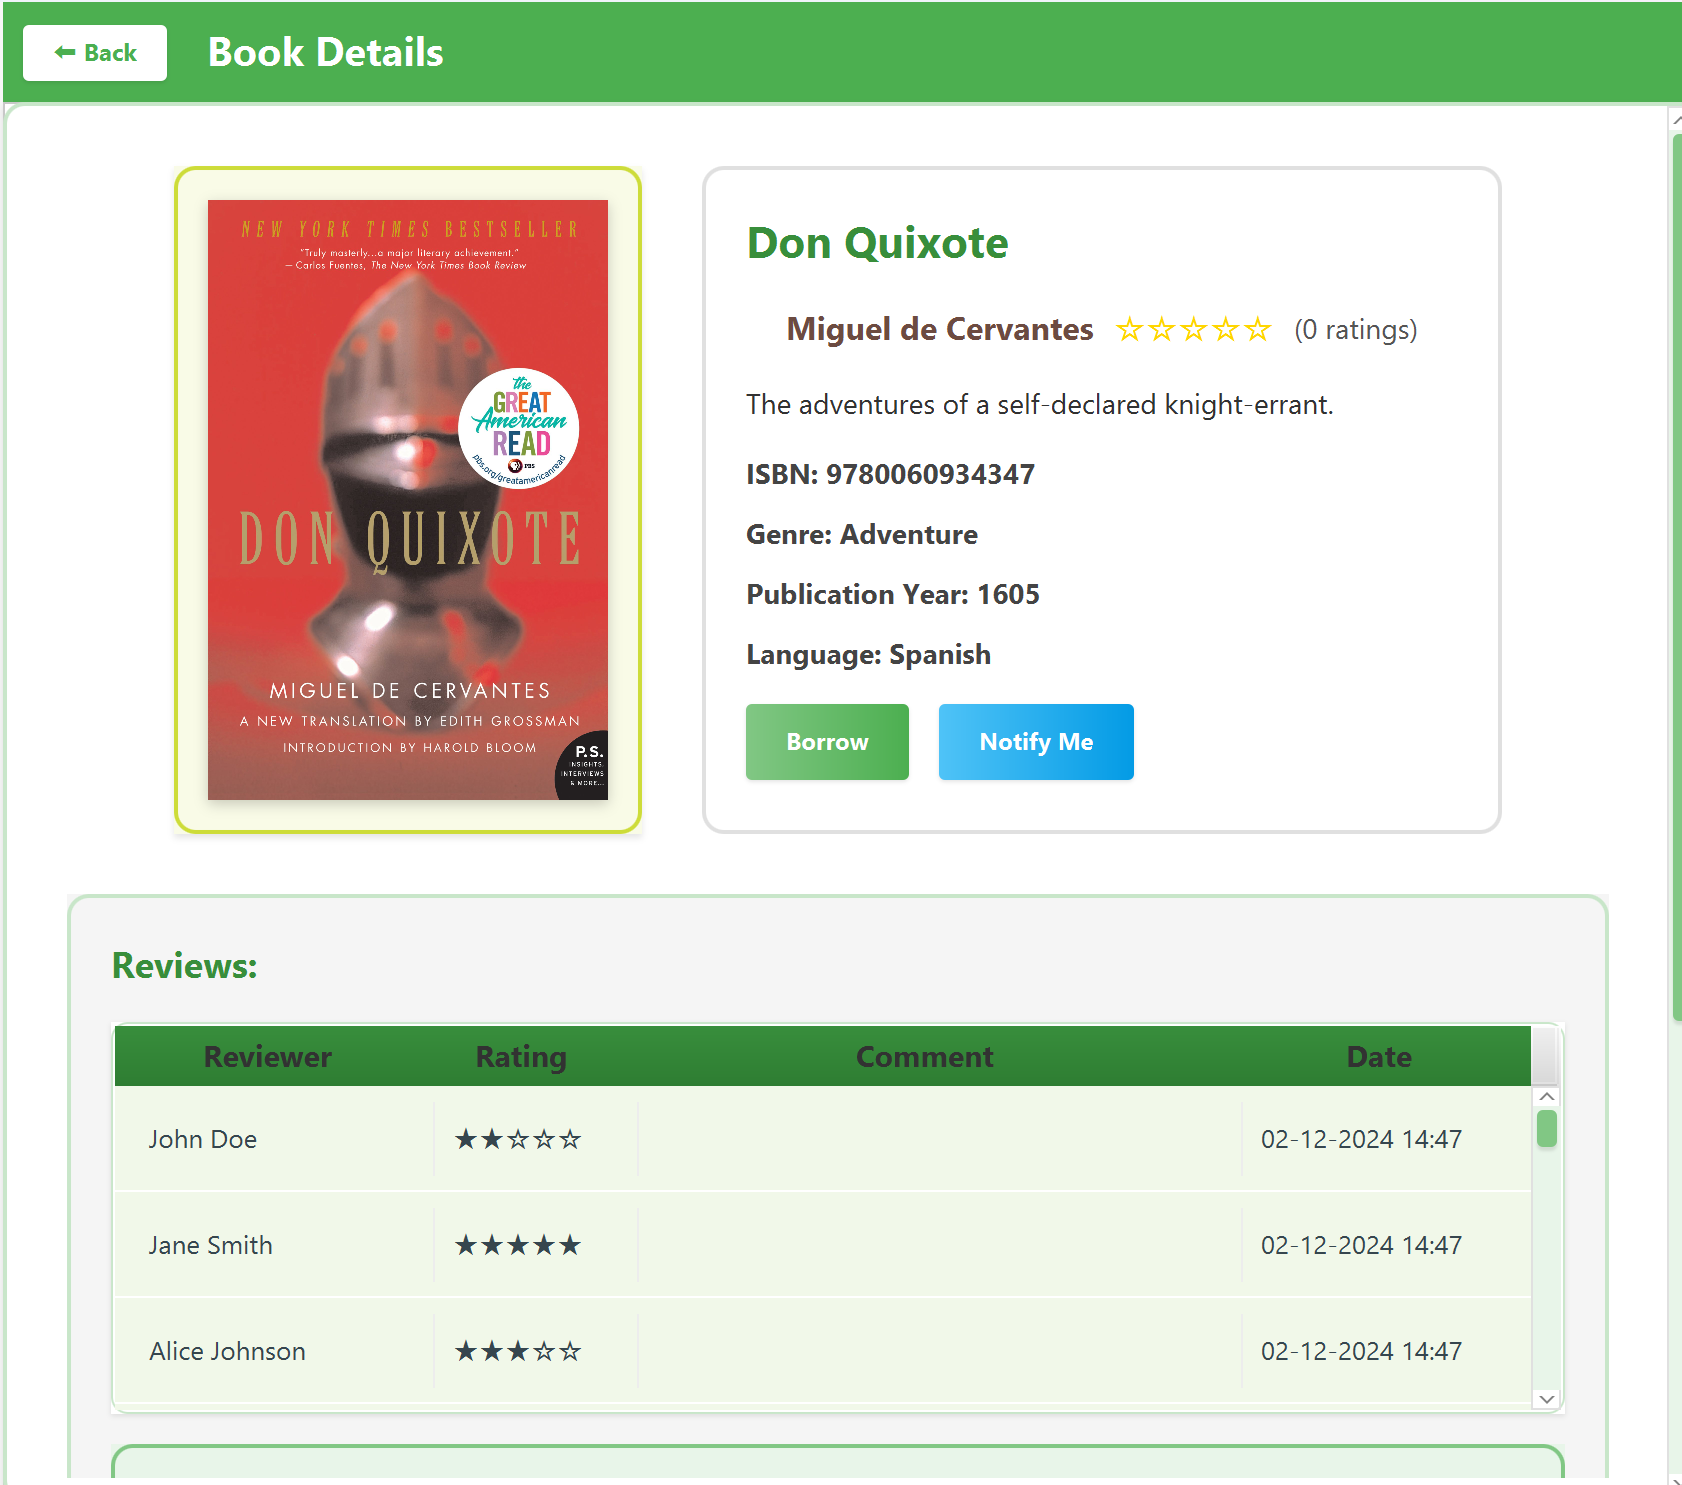 ⬅ Back
Book Details
NEW YORK TIMES BESTSELLER
"Truly masterly...a major literary achievement."
— Carlos Fuentes, The New York Times Book Review
the
GREAT
American
READ
PBS
pbs.org/greatamericanread
DON QUIXOTE
MIGUEL DE CERVANTES
A NEW TRANSLATION BY EDITH GROSSMAN
INTRODUCTION BY HAROLD BLOOM
P.S.
INSIGHTS,
INTERVIEWS
& MORE...
Don Quixote
Miguel de Cervantes ☆☆☆☆☆ (0 ratings)
The adventures of a self-declared knight-errant.
ISBN: 9780060934347
Genre: Adventure
Publication Year: 1605
Language: Spanish
Borrow Notify Me
Reviews:
Reviewer Rating Comment Date
John Doe ★★☆☆☆ 02-12-2024 14:47
Jane Smith ★★★★★ 02-12-2024 14:47
Alice Johnson ★★★☆☆ 02-12-2024 14:47